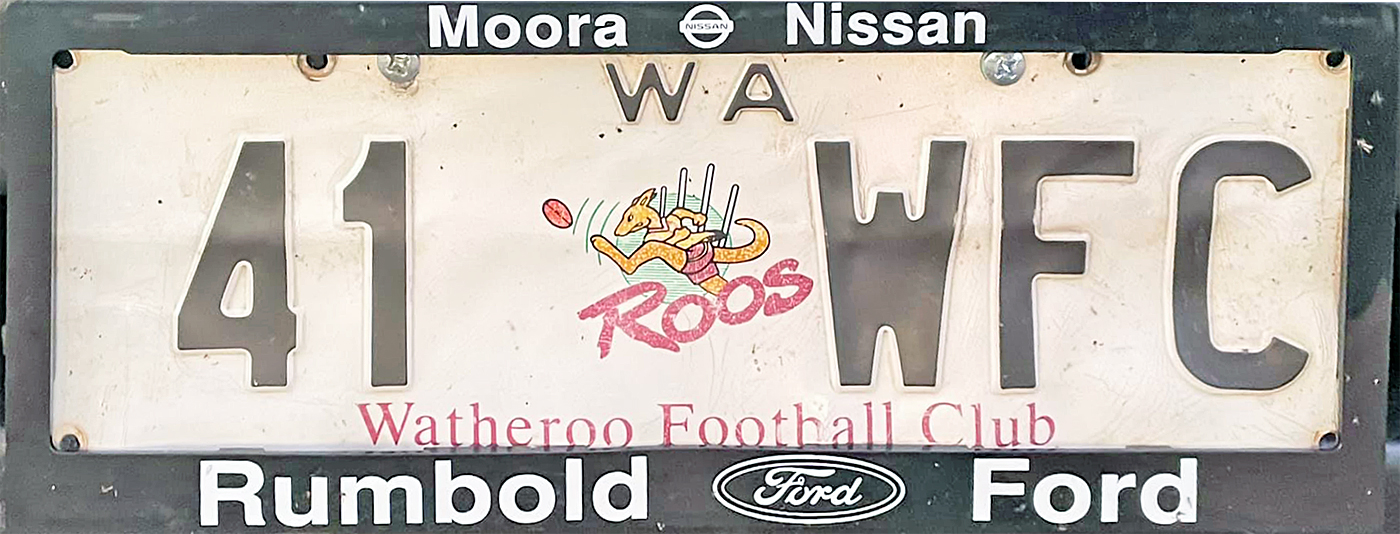 Moora NISSAN Nissan
WA
41 WFC
ROOS
Watheroo Football Club
Rumbold Ford Ford